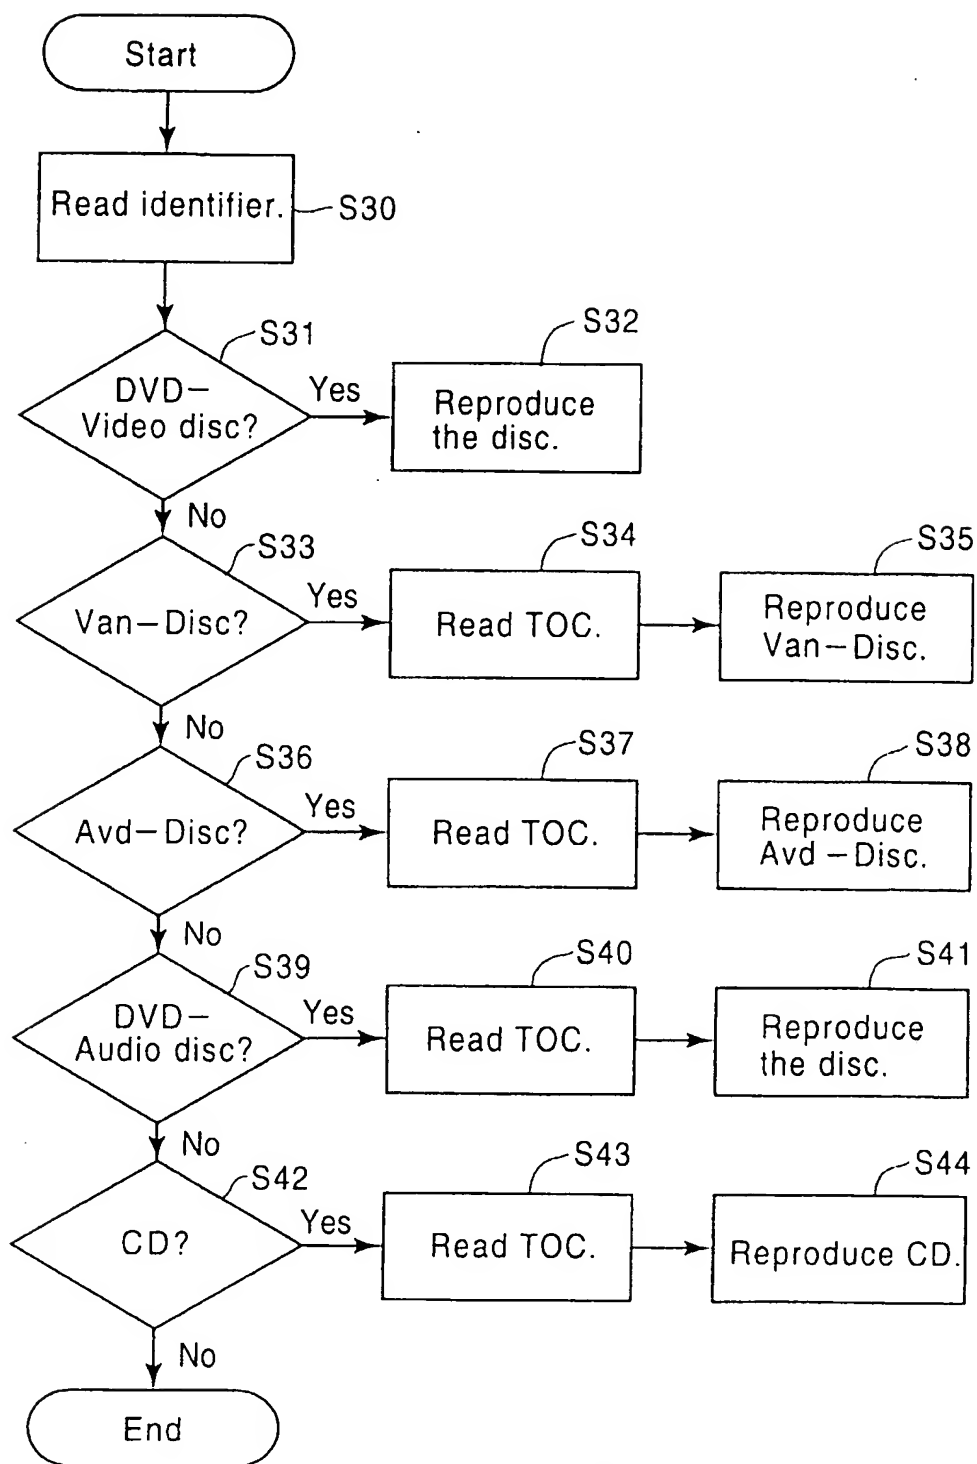 Start
Read identifier.
S30
S31
DVD–
Video disc?
Yes
S32
Reproduce
the disc.
No
S33
Van–Disc?
Yes
S34
Read TOC.
S35
Reproduce
Van–Disc.
No
S36
Avd–Disc?
Yes
S37
Read TOC.
S38
Reproduce
Avd –Disc.
No
S39
DVD–
Audio disc?
Yes
S40
Read TOC.
S41
Reproduce
the disc.
No
S42
CD?
Yes
S43
Read TOC.
S44
Reproduce CD.
No
End